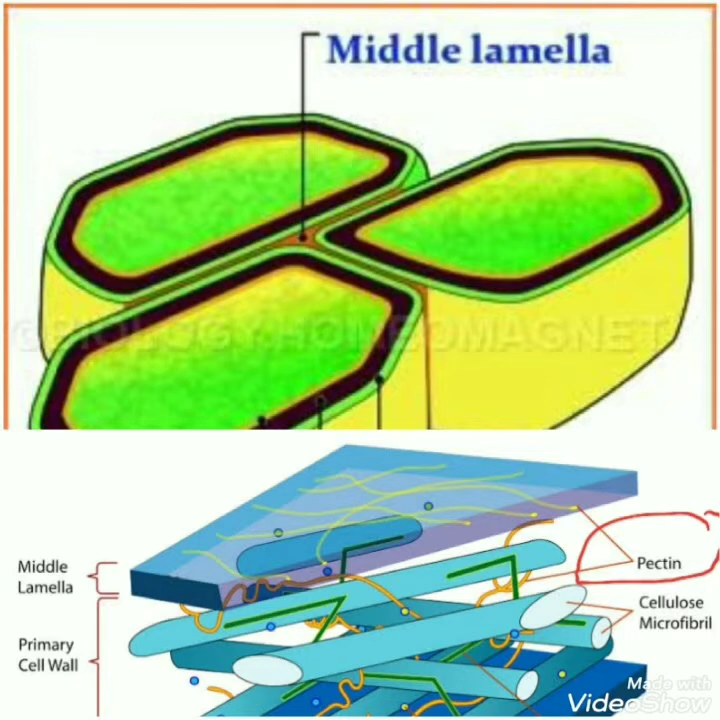 Middle lamella
Middle
Lamella
Pectin
Cellulose
Microfibril
Primary
Cell Wall
Made with
VideoShow